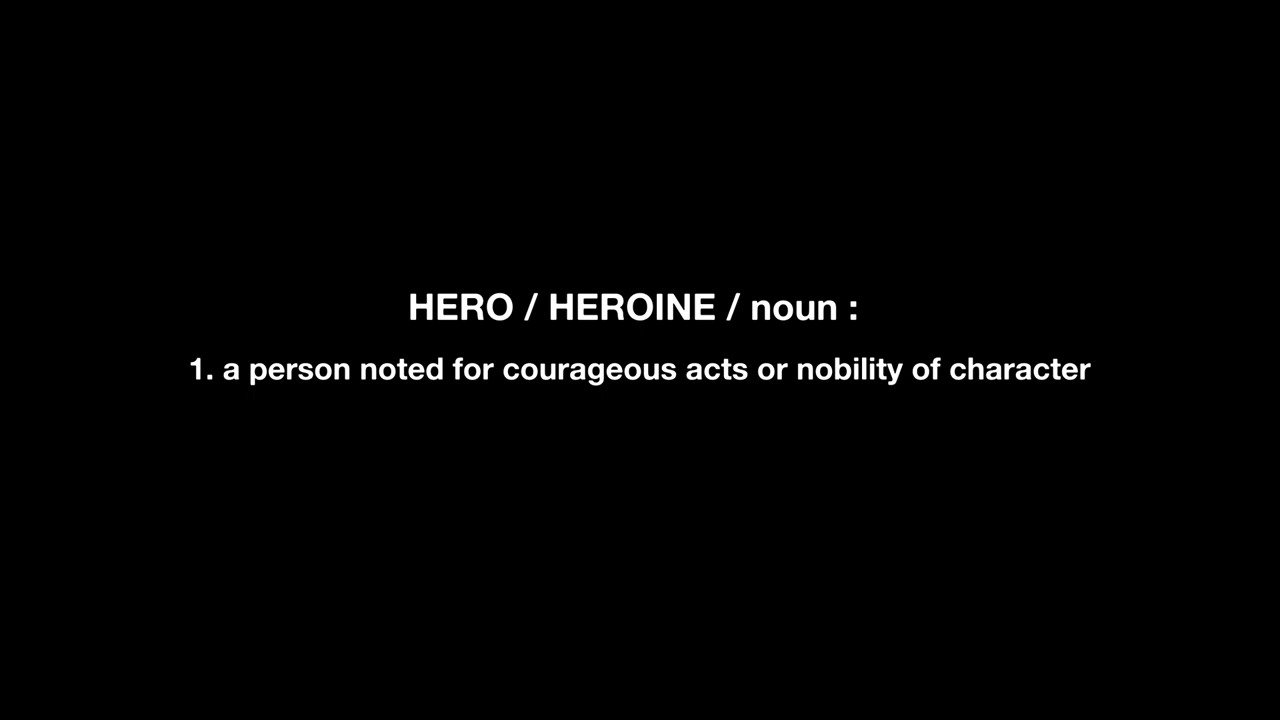 HERO / HEROINE / noun :
1. a person noted for courageous acts or nobility of character